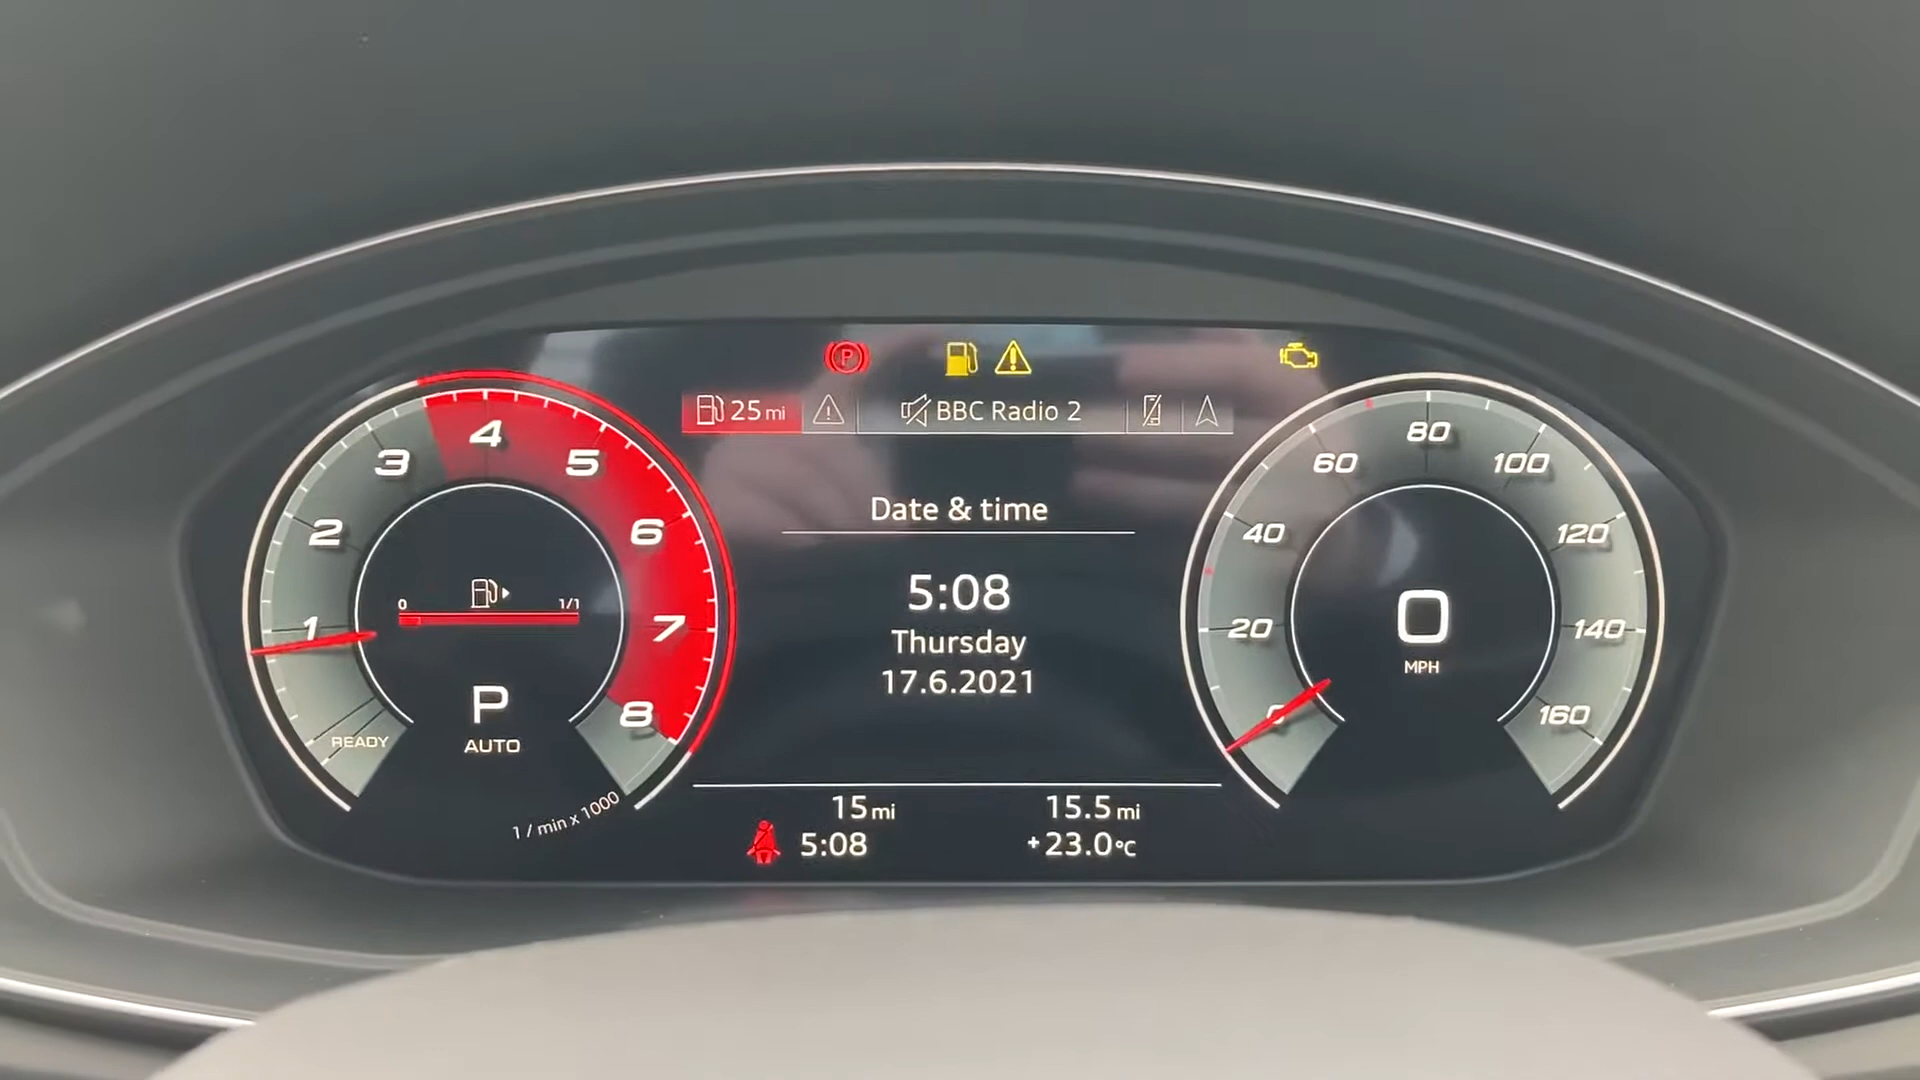 P
25 mi
BBC Radio 2
Date & time
5:08
Thursday
17.6.2021
1
2
3
4
5
6
7
8
0
1/1
P
AUTO
READY
1 / min x 1000
0
20
40
60
80
100
120
140
160
0
MPH
15 mi
15.5 mi
5:08
+23.0°C